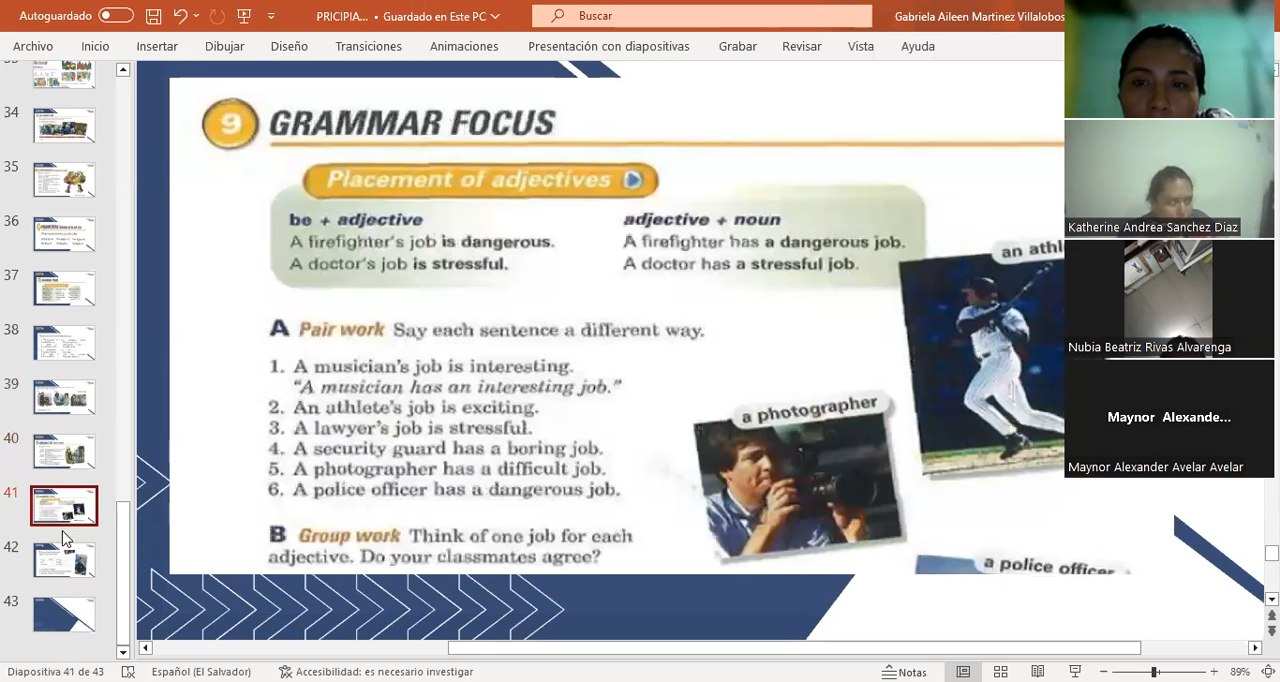 Autoguardado
PRICIPIA... • Guardado en Este PC
Buscar
Gabriela Aileen Martinez Villalobos
Archivo Inicio Insertar Dibujar Diseño Transiciones Animaciones Presentación con diapositivas Grabar Revisar Vista Ayuda
34
35
36
37
38
39
40
41
42
43
9 GRAMMAR FOCUS
Placement of adjectives
be + adjective
A firefighter's job is dangerous.
A doctor's job is stressful.
adjective + noun
A firefighter has a dangerous job.
A doctor has a stressful job.
A Pair work Say each sentence a different way.
1. A musician's job is interesting.
"A musician has an interesting job."
2. An athlete's job is exciting.
3. A lawyer's job is stressful.
4. A security guard has a boring job.
5. A photographer has a difficult job.
6. A police officer has a dangerous job.
B Group work Think of one job for each
adjective. Do your classmates agree?
an athl
a photographer
a police officer
Katherine Andrea Sanchez Diaz
Nubia Beatriz Rivas Alvarenga
Maynor Alexande...
Maynor Alexander Avelar Avelar
Diapositiva 41 de 43
Español (El Salvador)
Accesibilidad: es necesario investigar
Notas
89%